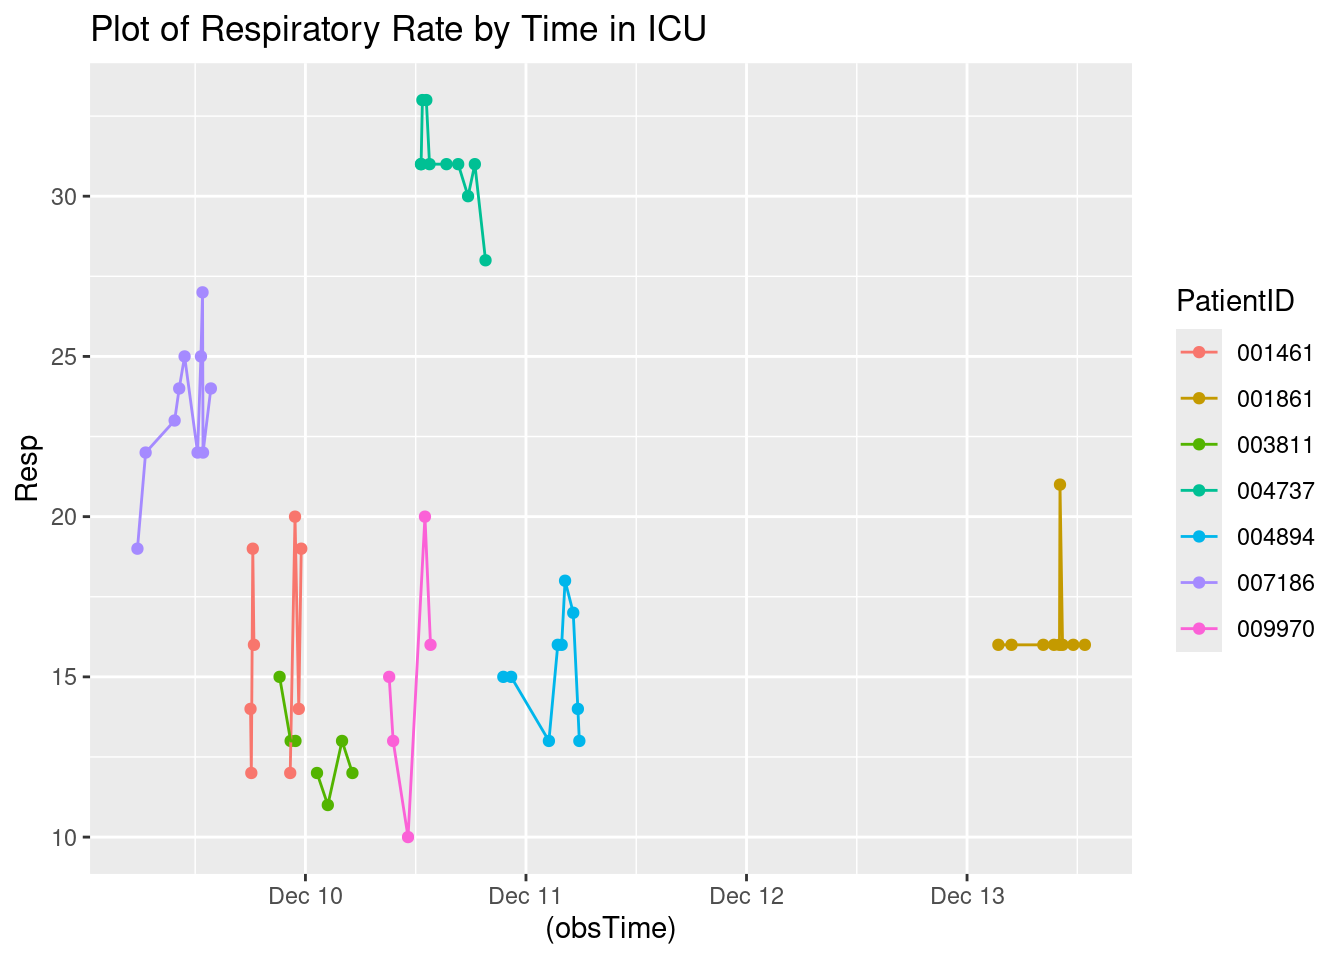 Plot of Respiratory Rate by Time in ICU
Resp
30
25
20
15
10
Dec 10
Dec 11
Dec 12
Dec 13
(obsTime)
PatientID
001461
001861
003811
004737
004894
007186
009970